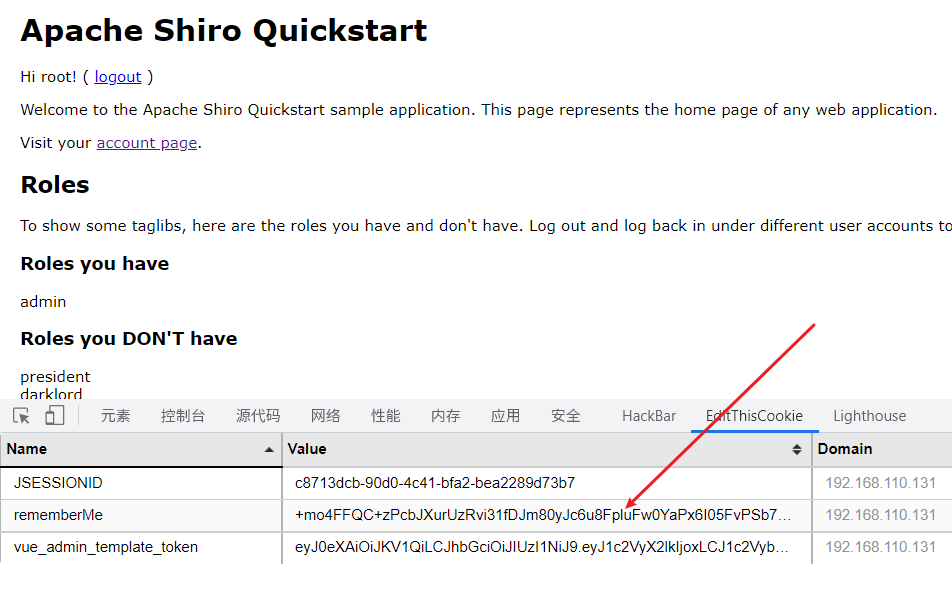 Apache Shiro Quickstart
Hi root! ( logout )
Welcome to the Apache Shiro Quickstart sample application. This page represents the home page of any web application.
Visit your account page.
Roles
To show some taglibs, here are the roles you have and don't have. Log out and log back in under different user accounts to
Roles you have
admin
Roles you DON'T have
president
darklord
元素 控制台 源代码 网络 性能 内存 应用 安全 HackBar EditThisCookie Lighthouse
Name Value Domain
JSESSIONID c8713dcb-90d0-4c41-bfa2-bea2289d73b7 192.168.110.131
rememberMe +mo4FFQC+zPcbJXurUzRvi31fDJm80yJc6u8FpluFw0YaPx6I05FvPSb7… 192.168.110.131
vue_admin_template_token eyJ0eXAiOiJKV1QiLCJhbGciOiJIUzI1NiJ9.eyJ1c2VyX2lkIjoxLCJ1c2Vyb… 192.168.110.131